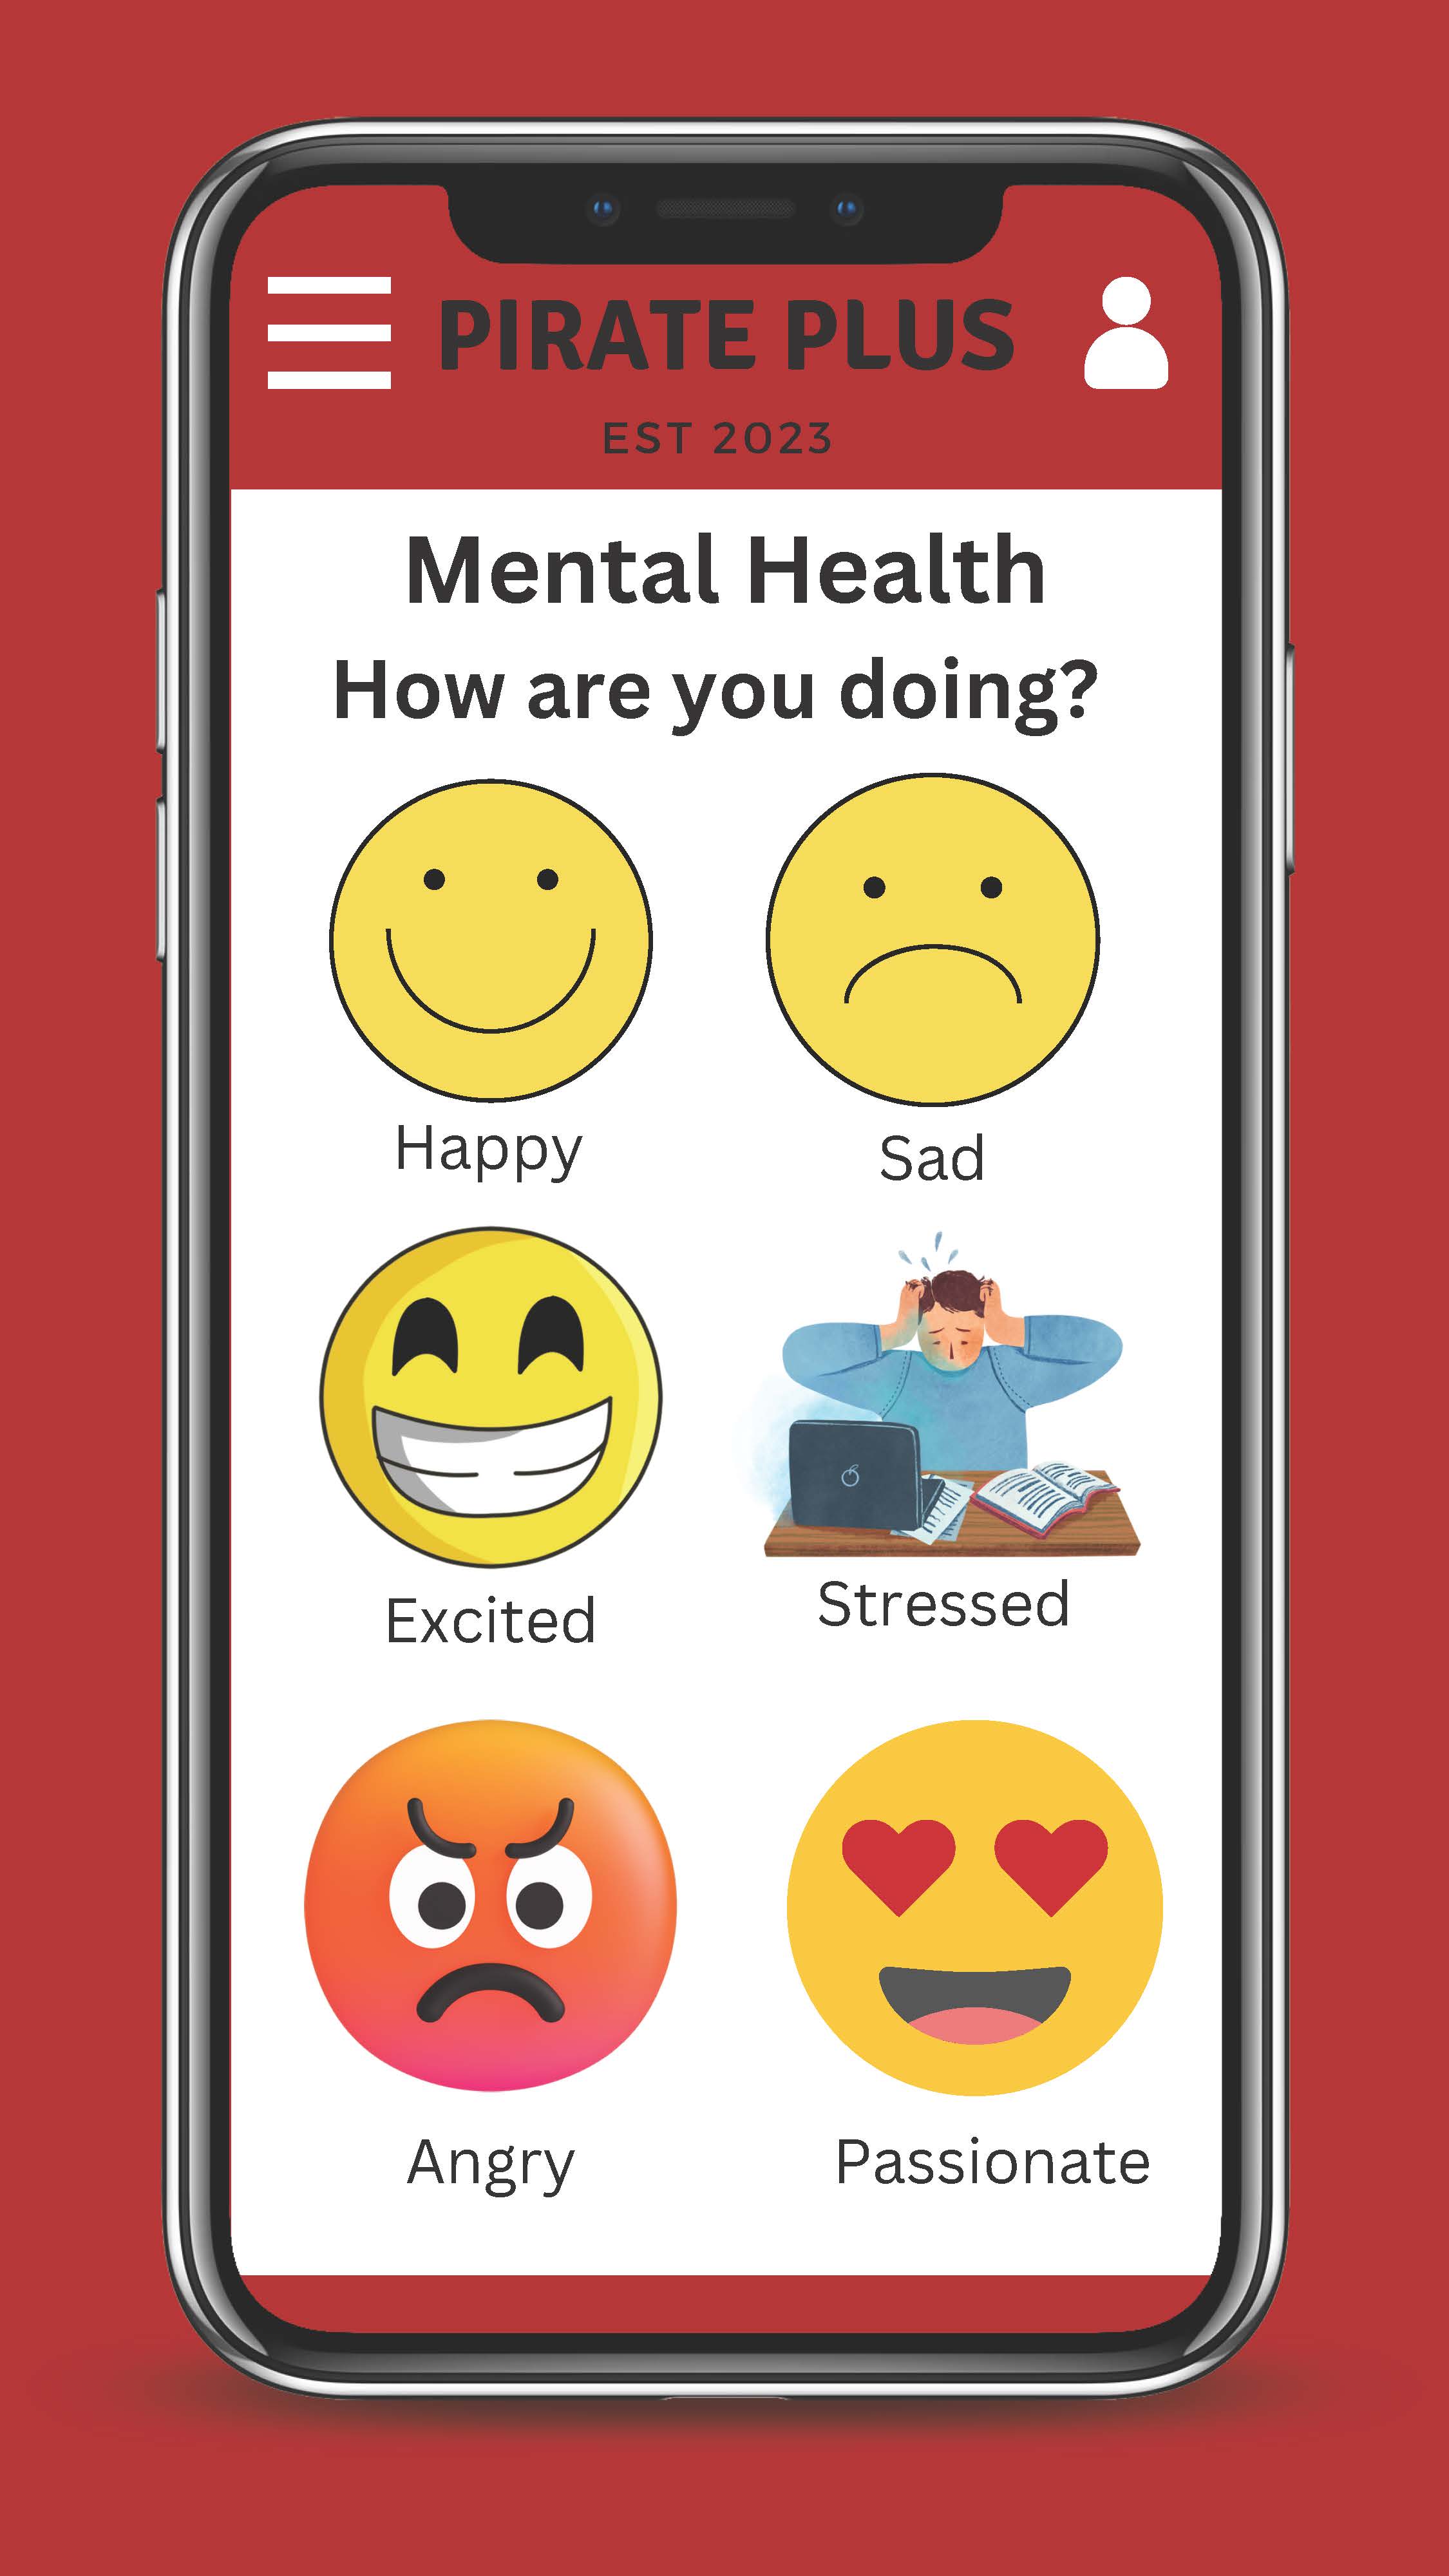 PIRATE PLUS
EST 2023
Mental Health
How are you doing?
Happy
Sad
Excited
Stressed
Angry
Passionate